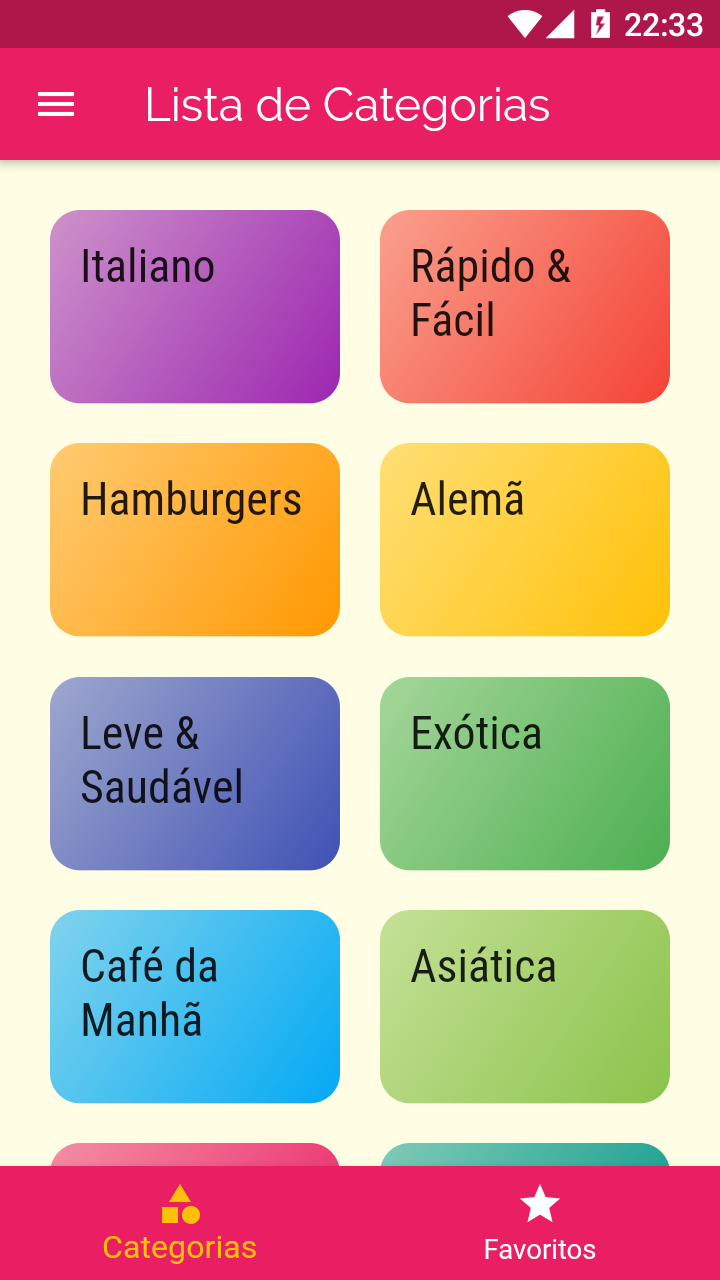 22:33
Lista de Categorias
Italiano
Rápido &
Fácil
Hamburgers
Alemã
Leve &
Saudável
Exótica
Café da
Manhã
Asiática
Categorias
Favoritos